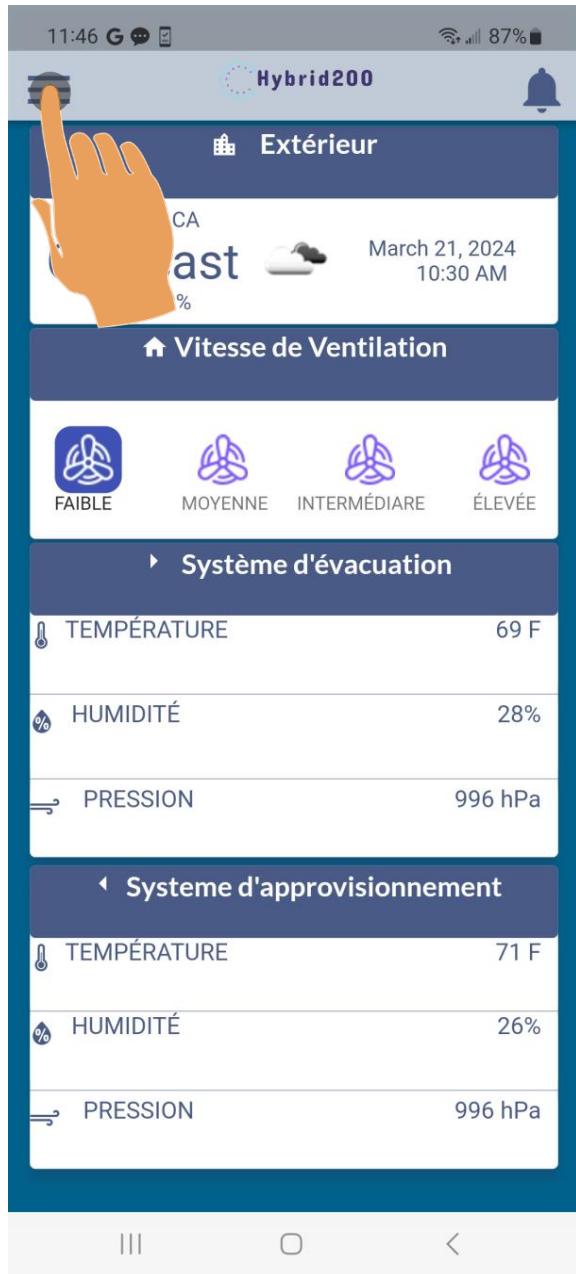 11:46 G 87%
Hybrid200
Extérieur
CA
ast
March 21, 2024
10:30 AM
%
Vitesse de Ventilation
FAIBLE MOYENNE INTERMÉDIARE ÉLEVÉE
Système d'évacuation
TEMPÉRATURE 69 F
HUMIDITÉ 28%
PRESSION 996 hPa
Systeme d'approvisionnement
TEMPÉRATURE 71 F
HUMIDITÉ 26%
PRESSION 996 hPa